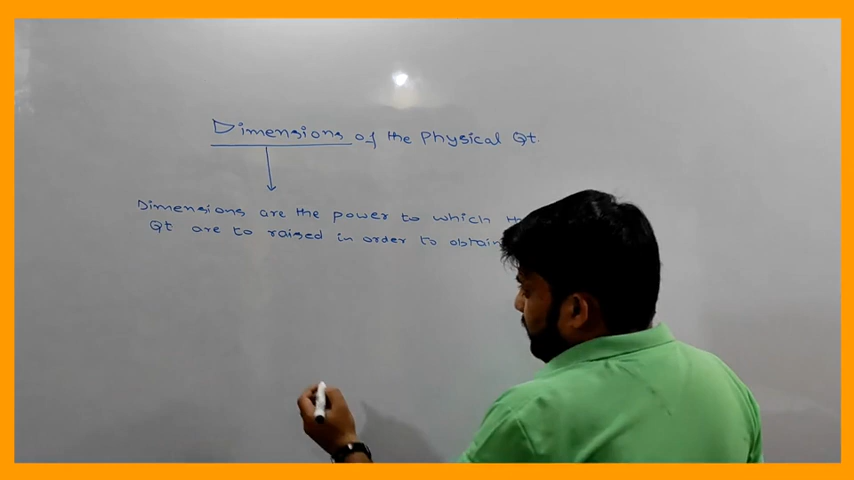 Dimensions of the Physical Qt.
Dimensions are the power to which
Qt are to raised in order to obtain